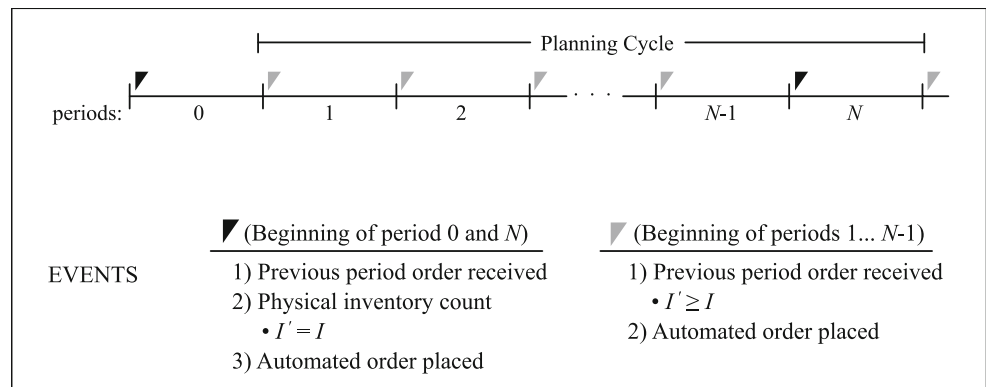 Planning Cycle
periods: 0 1 2 · · · N-1 N
(Beginning of period 0 and N)
1) Previous period order received
2) Physical inventory count
• I' = I
3) Automated order placed
EVENTS
(Beginning of periods 1... N-1)
1) Previous period order received
• I' ≥ I
2) Automated order placed